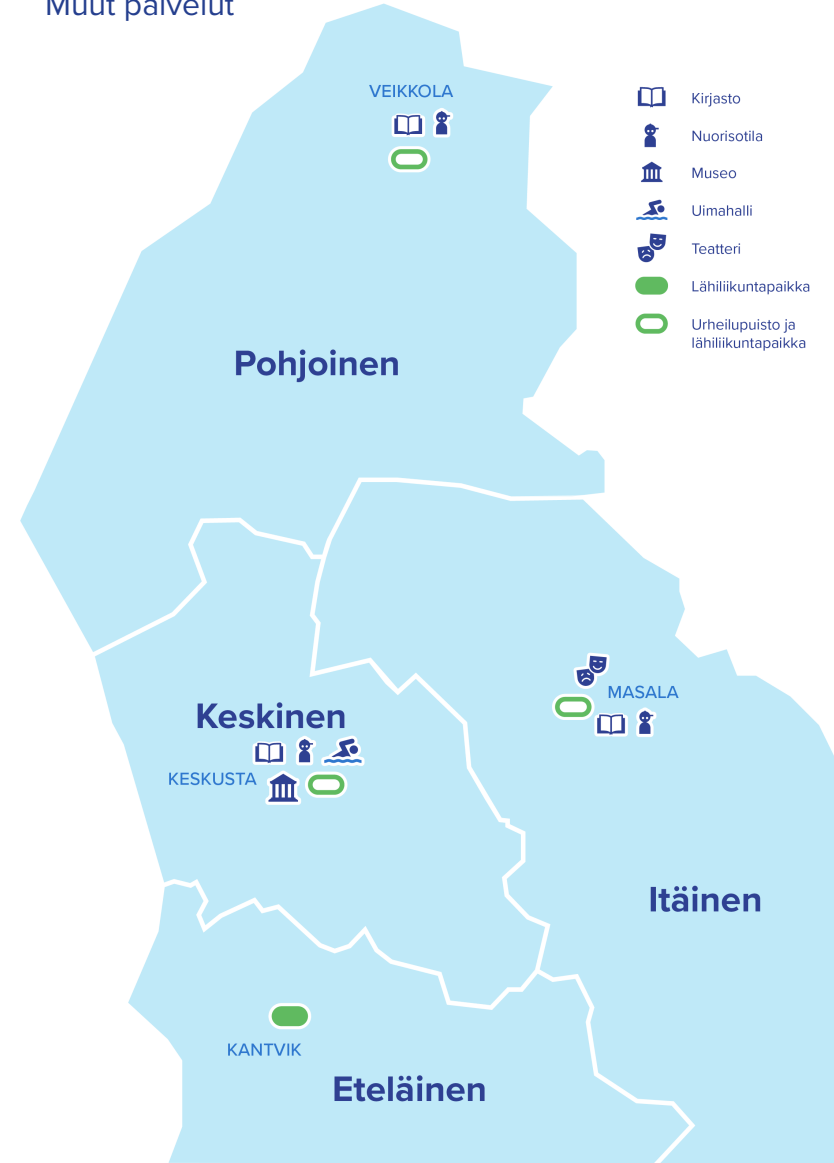 Muut palvelut
VEIKKOLA
Kirjasto
Nuorisotila
Museo
Uimahalli
Teatteri
Lähiliikuntapaikka
Urheilupuisto ja
lähiliikuntapaikka
Pohjoinen
MASALA
Keskinen
KESKUSTA
Itäinen
KANTVIK
Eteläinen